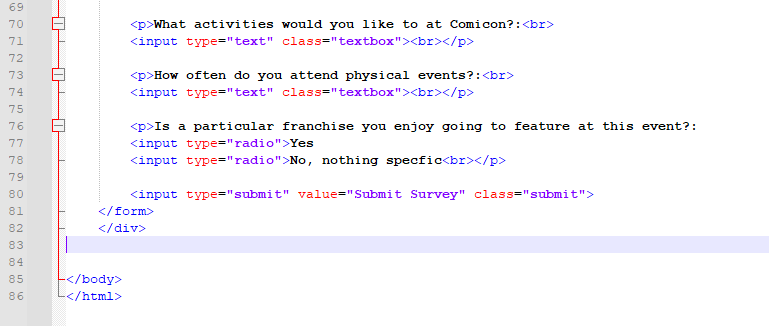 69
70 <p>What activities would you like to at Comicon?:<br>
71 <input type="text" class="textbox"><br></p>
72
73 <p>How often do you attend physical events?:<br>
74 <input type="text" class="textbox"><br></p>
75
76 <p>Is a particular franchise you enjoy going to feature at this event?:
77 <input type="radio">Yes
78 <input type="radio">No, nothing specfic<br></p>
79
80 <input type="submit" value="Submit Survey" class="submit">
81 </form>
82 </div>
83
84
85 </body>
86 </html>